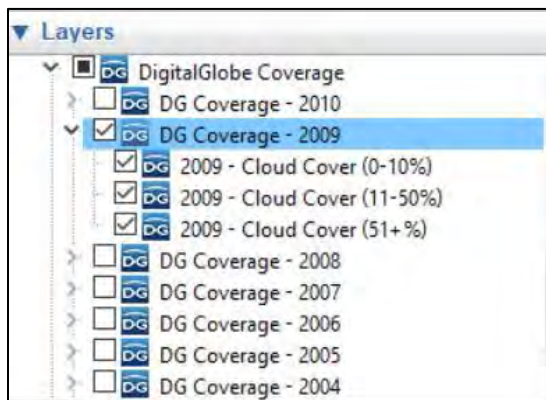 Layers
DG DigitalGlobe Coverage
DG DG Coverage - 2010
DG DG Coverage - 2009
DG 2009 - Cloud Cover (0-10%)
DG 2009 - Cloud Cover (11-50%)
DG 2009 - Cloud Cover (51+%)
DG DG Coverage - 2008
DG DG Coverage - 2007
DG DG Coverage - 2006
DG DG Coverage - 2005
DG DG Coverage - 2004